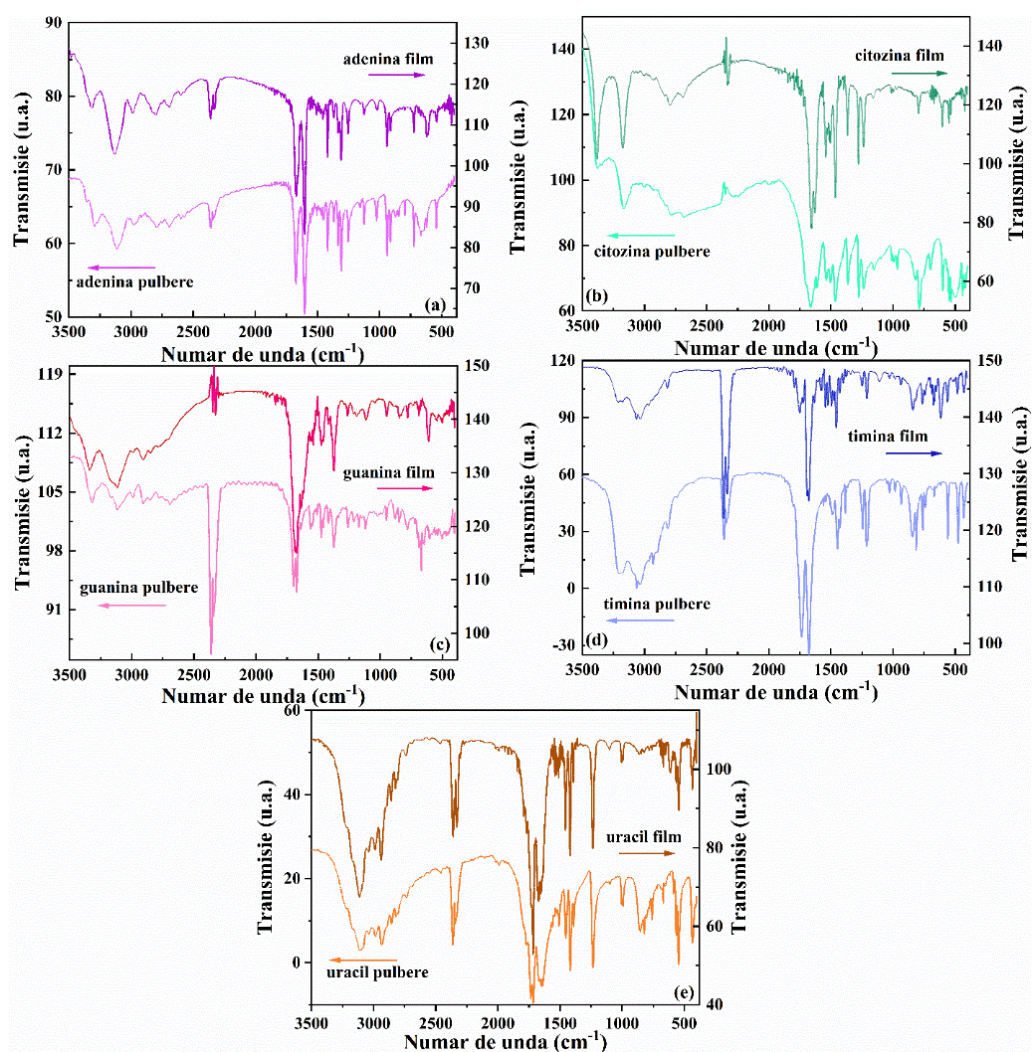 90
80
70
60
50
130
120
110
100
90
80
70
Transmisie (u.a.)
Transmisie (u.a.)
adenina film
adenina pulbere
(a)
3500 3000 2500 2000 1500 1000 500
Numar de unda (cm-1)
140
120
100
80
60
140
120
100
80
60
Transmisie (u.a.)
Transmisie (u.a.)
citozina film
citozina pulbere
(b)
3500 3000 2500 2000 1500 1000 500
Numar de unda (cm-1)
119
112
105
98
91
150
140
130
120
110
100
Transmisie (u.a.)
Transmisie (u.a.)
guanina film
guanina pulbere
(c)
3500 3000 2500 2000 1500 1000 500
Numar de unda (cm-1)
120
90
60
30
0
-30
150
140
130
120
110
100
Transmisie (u.a.)
Transmisie (u.a.)
timina film
timina pulbere
(d)
3500 3000 2500 2000 1500 1000 500
Numar de unda (cm-1)
60
40
20
0
100
80
60
40
Transmisie (u.a.)
Transmisie (u.a.)
uracil film
uracil pulbere
(e)
3500 3000 2500 2000 1500 1000 500
Numar de unda (cm-1)